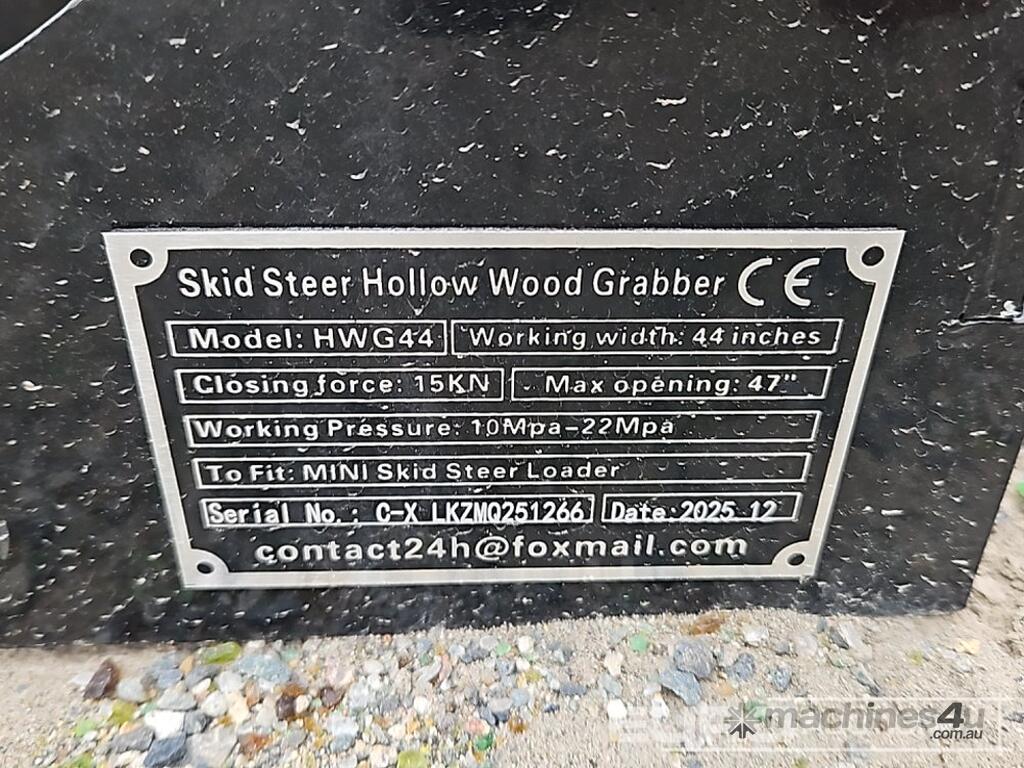 Skid Steer Hollow Wood Grabber CE
Model: HWG44 Working width: 44 inches
Closing force: 15KN Max opening: 47"
Working Pressure: 10Mpa-22Mpa
To Fit: MINI Skid Steer Loader
Serial No.: C-X LKZMQ251266 Date:2025.12
contact24h@foxmail.com
machines4u
.com.au